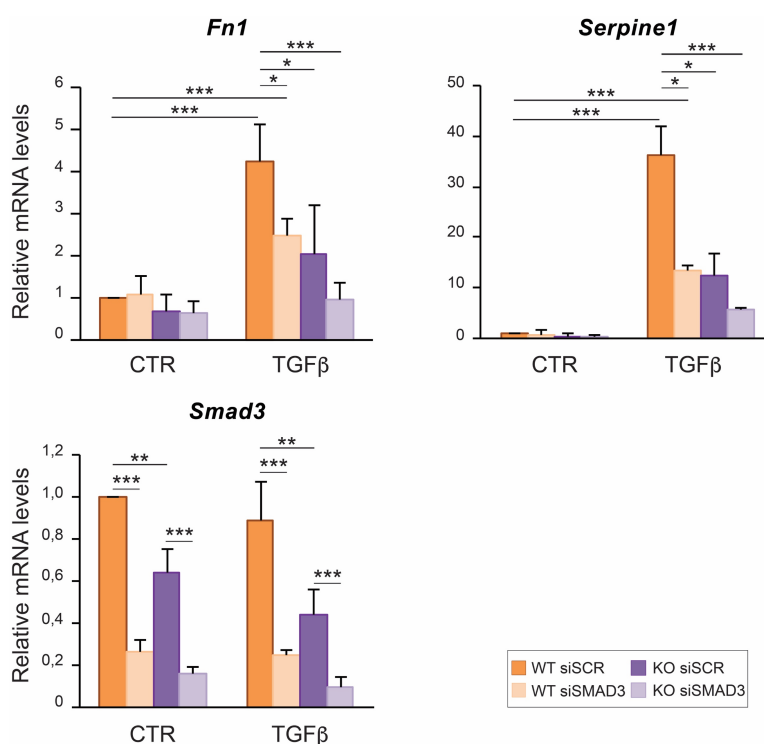 Fn1
Relative mRNA levels
6
5
4
3
2
1
0
***
*
*
***
***
CTR
TGFβ
Serpine1
50
40
30
20
10
0
***
*
*
***
***
CTR
TGFβ
Smad3
Relative mRNA levels
1,2
1,0
0,8
0,6
0,4
0,2
0
**
***
***
**
***
***
CTR
TGFβ
WT siSCR
KO siSCR
WT siSMAD3
KO siSMAD3